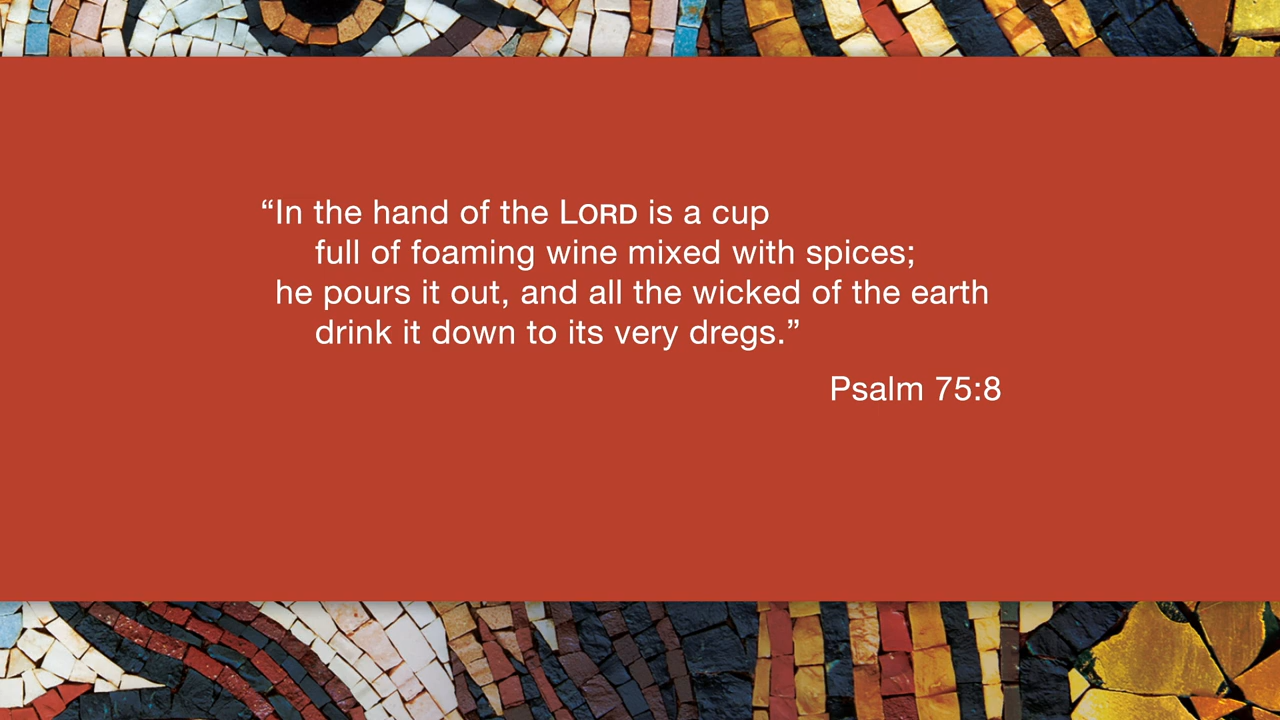 “In the hand of the LORD is a cup
full of foaming wine mixed with spices;
he pours it out, and all the wicked of the earth
drink it down to its very dregs.”
Psalm 75:8